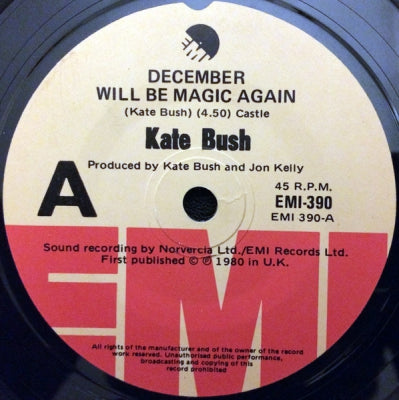 EMI
DECEMBER
WILL BE MAGIC AGAIN
(Kate Bush) (4.50) Castle
Kate Bush
Produced by Kate Bush and Jon Kelly
A
45 R.P.M.
EMI-390
EMI 390-A
Sound recording by Norvercia Ltd./EMI Records Ltd.
First published © ℗ 1980 in U.K.
EMI
All rights of the manufacturer and of the owner of the record
work reserved. Unauthorised public performance,
broadcasting and copying of this
record prohibited